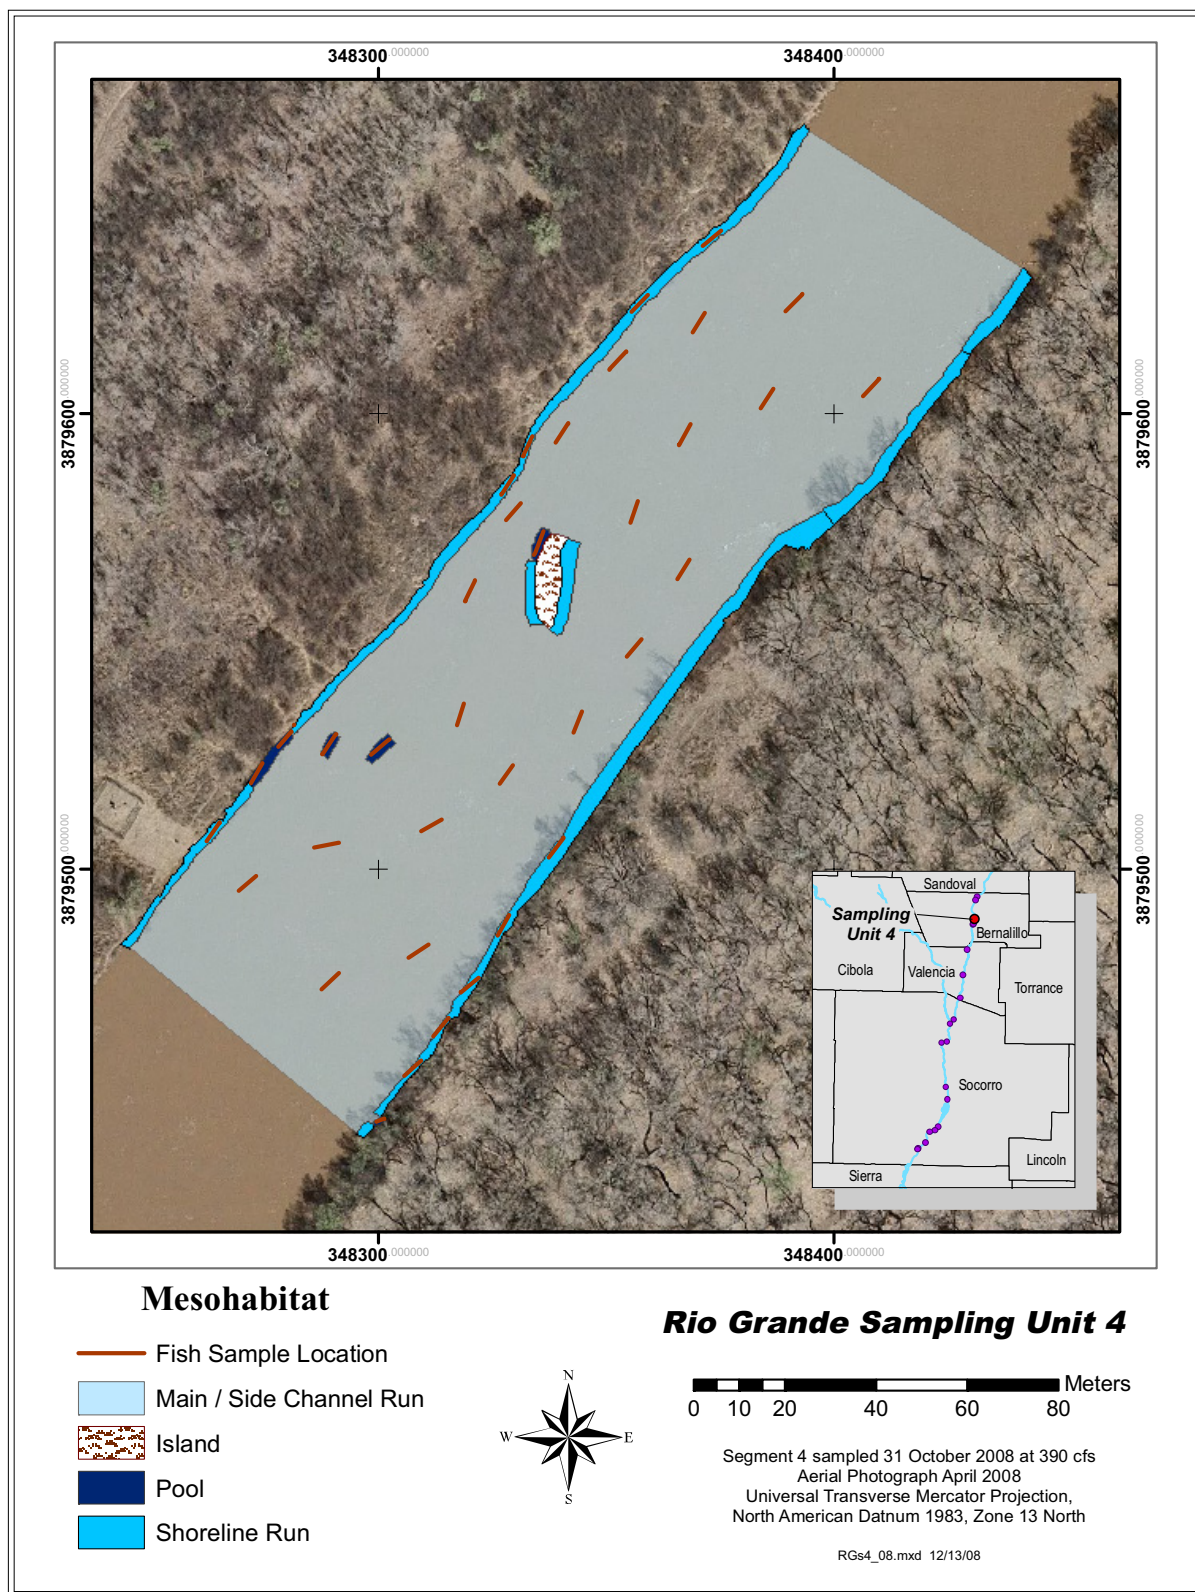 348300.000000
348400.000000
3879600.000000
3879600.000000
3879500.000000
3879500.000000
Sandoval
Sampling
Unit 4
Bernalillo
Cibola
Valencia
Torrance
Socorro
Lincoln
Sierra
348300.000000
348400.000000
Mesohabitat
Fish Sample Location
Main / Side Channel Run
Island
Pool
Shoreline Run
N
W
E
S
Rio Grande Sampling Unit 4
Meters
0 10 20 40 60 80
Segment 4 sampled 31 October 2008 at 390 cfs
Aerial Photograph April 2008
Universal Transverse Mercator Projection,
North American Datnum 1983, Zone 13 North
RGs4_08.mxd 12/13/08